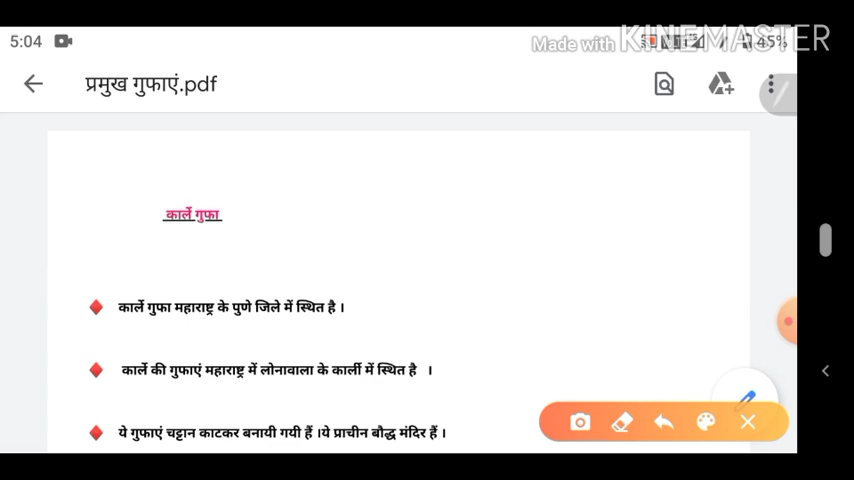 5:04
Made with KINEMASTER
45%
प्रमुख गुफाएं.pdf
कार्ले गुफा
कार्ले गुफा महाराष्ट्र के पुणे जिले में स्थित है ।
कार्ले की गुफाएं महाराष्ट्र में लोनावाला के कार्ली में स्थित है ।
ये गुफाएं चट्टान काटकर बनायी गयी हैं ।ये प्राचीन बौद्ध मंदिर हैं ।